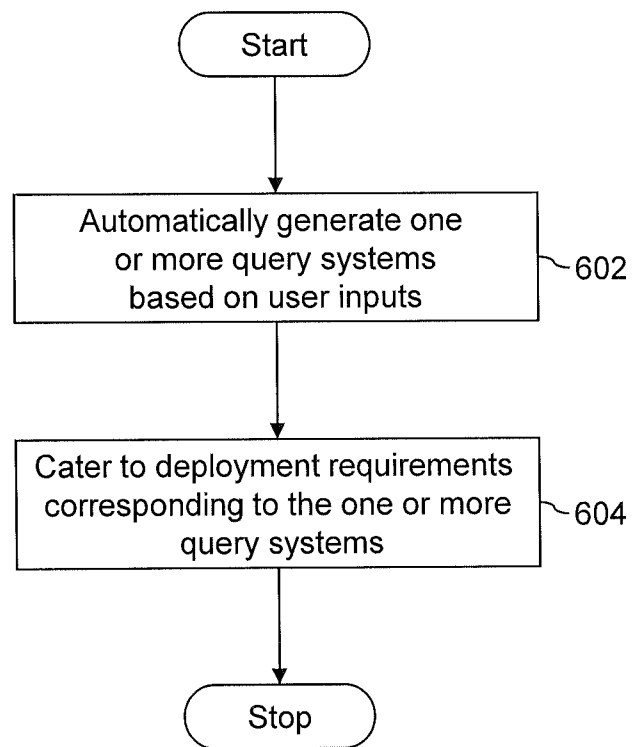 Start
Automatically generate one
or more query systems
based on user inputs
602
Cater to deployment requirements
corresponding to the one or more
query systems
604
Stop